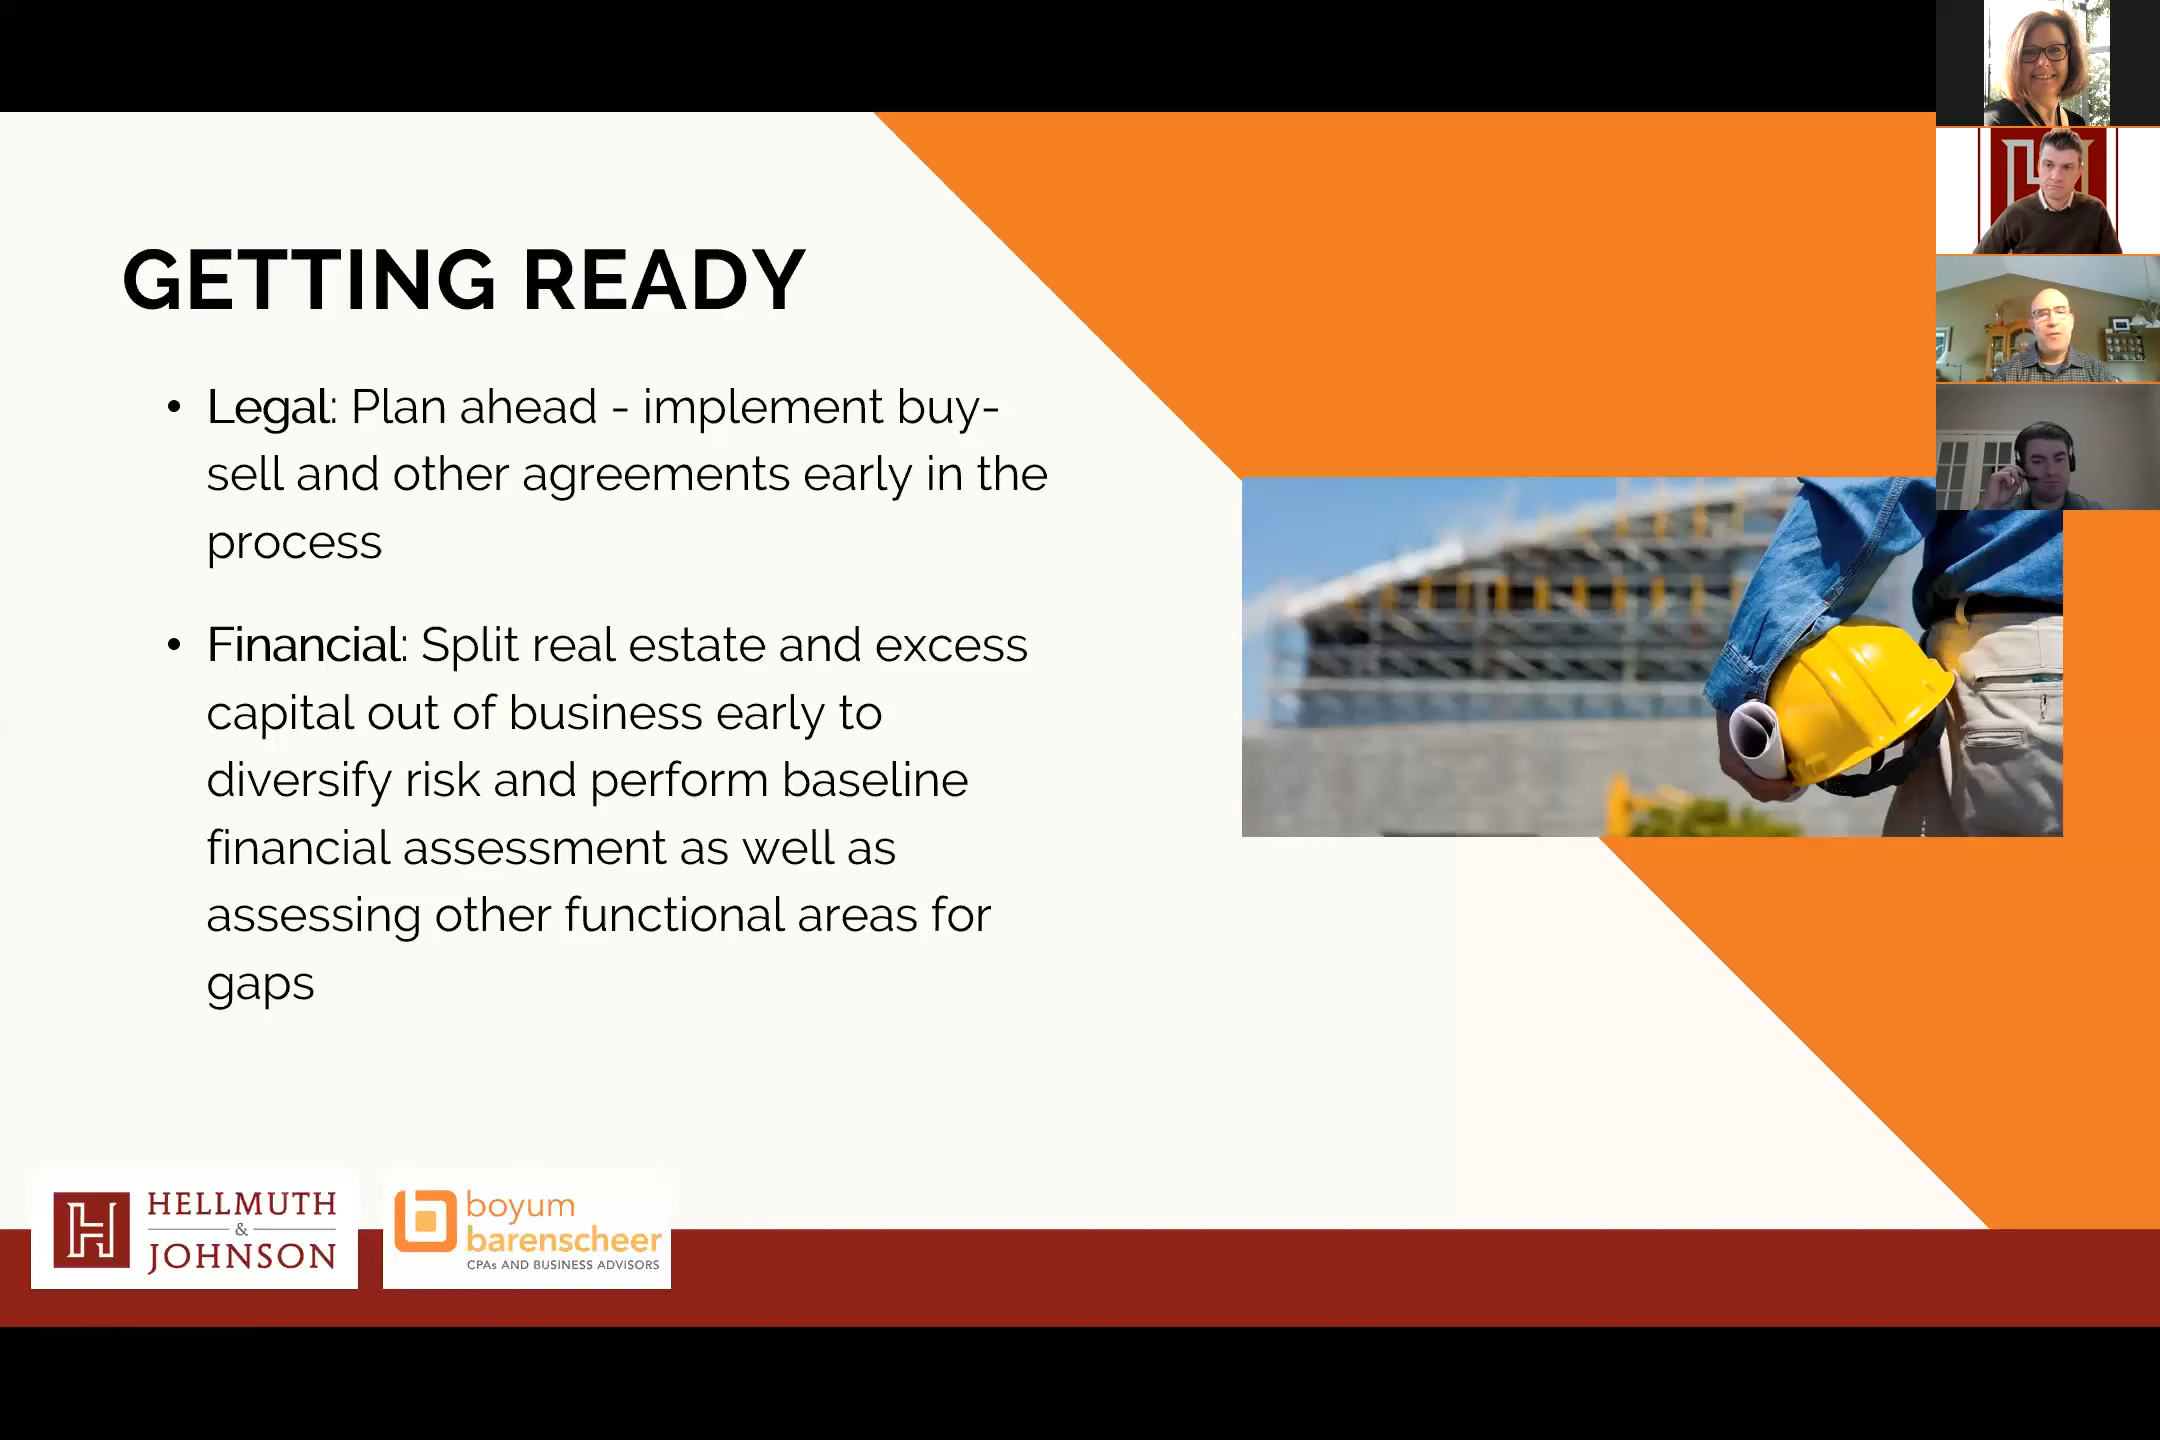 GETTING READY
• Legal: Plan ahead - implement buy-
sell and other agreements early in the
process
• Financial: Split real estate and excess
capital out of business early to
diversify risk and perform baseline
financial assessment as well as
assessing other functional areas for
gaps
H
HELLMUTH
&
JOHNSON
boyum
barenscheer
CPAs AND BUSINESS ADVISORS